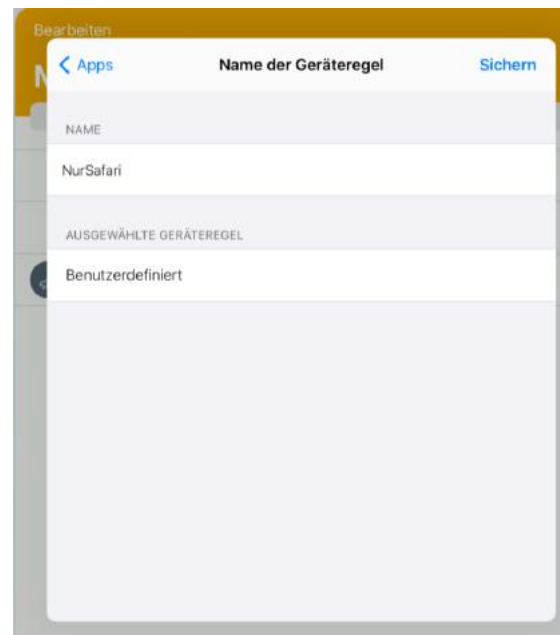 Bearbeiten
N
Apps
Name der Geräteregel
Sichern
NAME
NurSafari
AUSGEWÄHLTE GERÄTEREGEL
Benutzerdefiniert